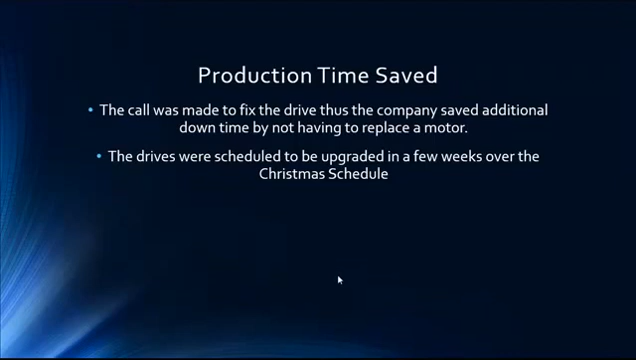 Production Time Saved
• The call was made to fix the drive thus the company saved additional
down time by not having to replace a motor.
• The drives were scheduled to be upgraded in a few weeks over the
Christmas Schedule